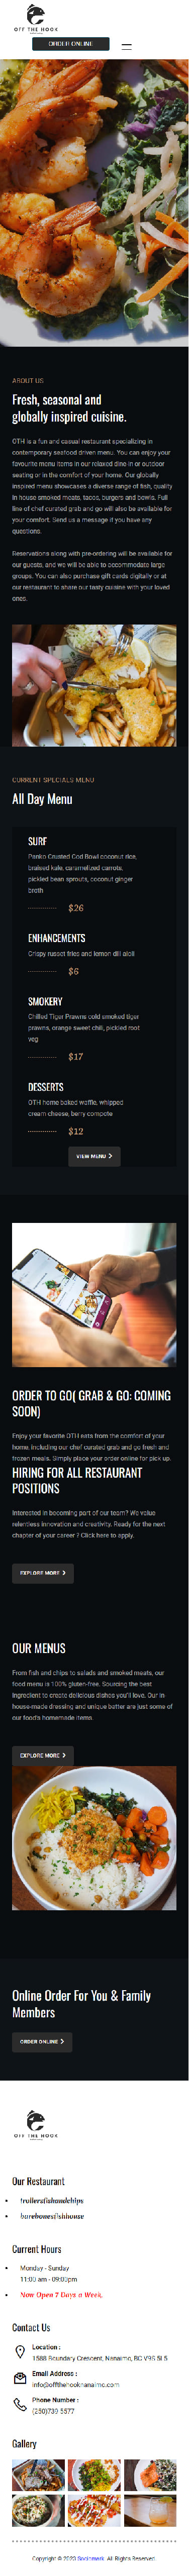 OFF THE HOOK
ORDER ONLINE
ABOUT US
Fresh, seasonal and
globally inspired cuisine.
OTH is a fun and casual restaurant specializing in
contemporary seafood driven menu. You can enjoy your
favourite menu items in our relaxed dine in or outdoor
seating or in the comfort of your home. Our globally
inspired menu showcases a diverse range of fish, quality
in house smoked meats, tacos, burgers and bowls. Full
line of chef curated grab and go will also be available for
your comfort. Send us a message if you have any
questions.
Reservations along with pre-ordering will be available for
our guests, and we will be able to accommodate large
groups. You can also purchase gift cards digitally or at
our restaurant to share our tasty cuisine with your loved
ones.
CURRENT SPECIALS MENU
All Day Menu
SURF
Panko Crusted Cod Bowl coconut rice,
braised kale, caramelized carrots,
pickled bean sprouts, coconut ginger
broth
$26
ENHANCEMENTS
Crispy russet fries and lemon dill aioli
$6
SMOKERY
Chilled Tiger Prawns cold smoked tiger
prawns, orange sweet chili, pickled root
veg
$17
DESSERTS
OTH home baked waffle, whipped
cream cheese, berry compote
$12
VIEW MENU
ORDER TO GO( GRAB & GO: COMING
SOON)
Enjoy your favorite OTH eats from the comfort of your
home, including our chef curated grab and go fresh and
frozen meals. Simply place your order online for pick up.
HIRING FOR ALL RESTAURANT
POSITIONS
Interested in becoming part of our team? We value
relentless innovation and creativity. Ready for the next
chapter of your career ? Click here to apply.
EXPLORE MORE
OUR MENUS
From fish and chips to salads and smoked meats, our
food menu is 100% gluten-free. Sourcing the best
ingredient to create delicious dishes you'll love. Our in-
house-made dressing and unique batter are just some of
our food's homemade items.
EXPLORE MORE
Online Order For You & Family
Members
ORDER ONLINE
OFF THE HOOK
Our Restaurant
trollersfishandchips
barebonesfishhouse
Current Hours
Monday - Sunday
11:00 am - 09:00pm
Now Open 7 Days a Week.
Contact Us
Location :
1588 Boundary Crescent, Nanaimo, BC V9S 5L5
Email Address :
info@offthehooknanaimo.com
Phone Number :
(250)739-5577
Gallery
Copyright © 2023 Socinmark. All Rights Reserved